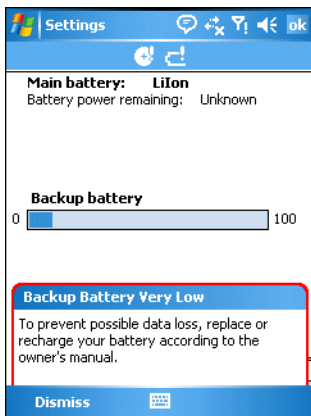 Settings
ok
Main battery: LiIon
Battery power remaining: Unknown
Backup battery
0 100
Backup Battery Very Low
To prevent possible data loss, replace or
recharge your battery according to the
owner's manual.
Dismiss